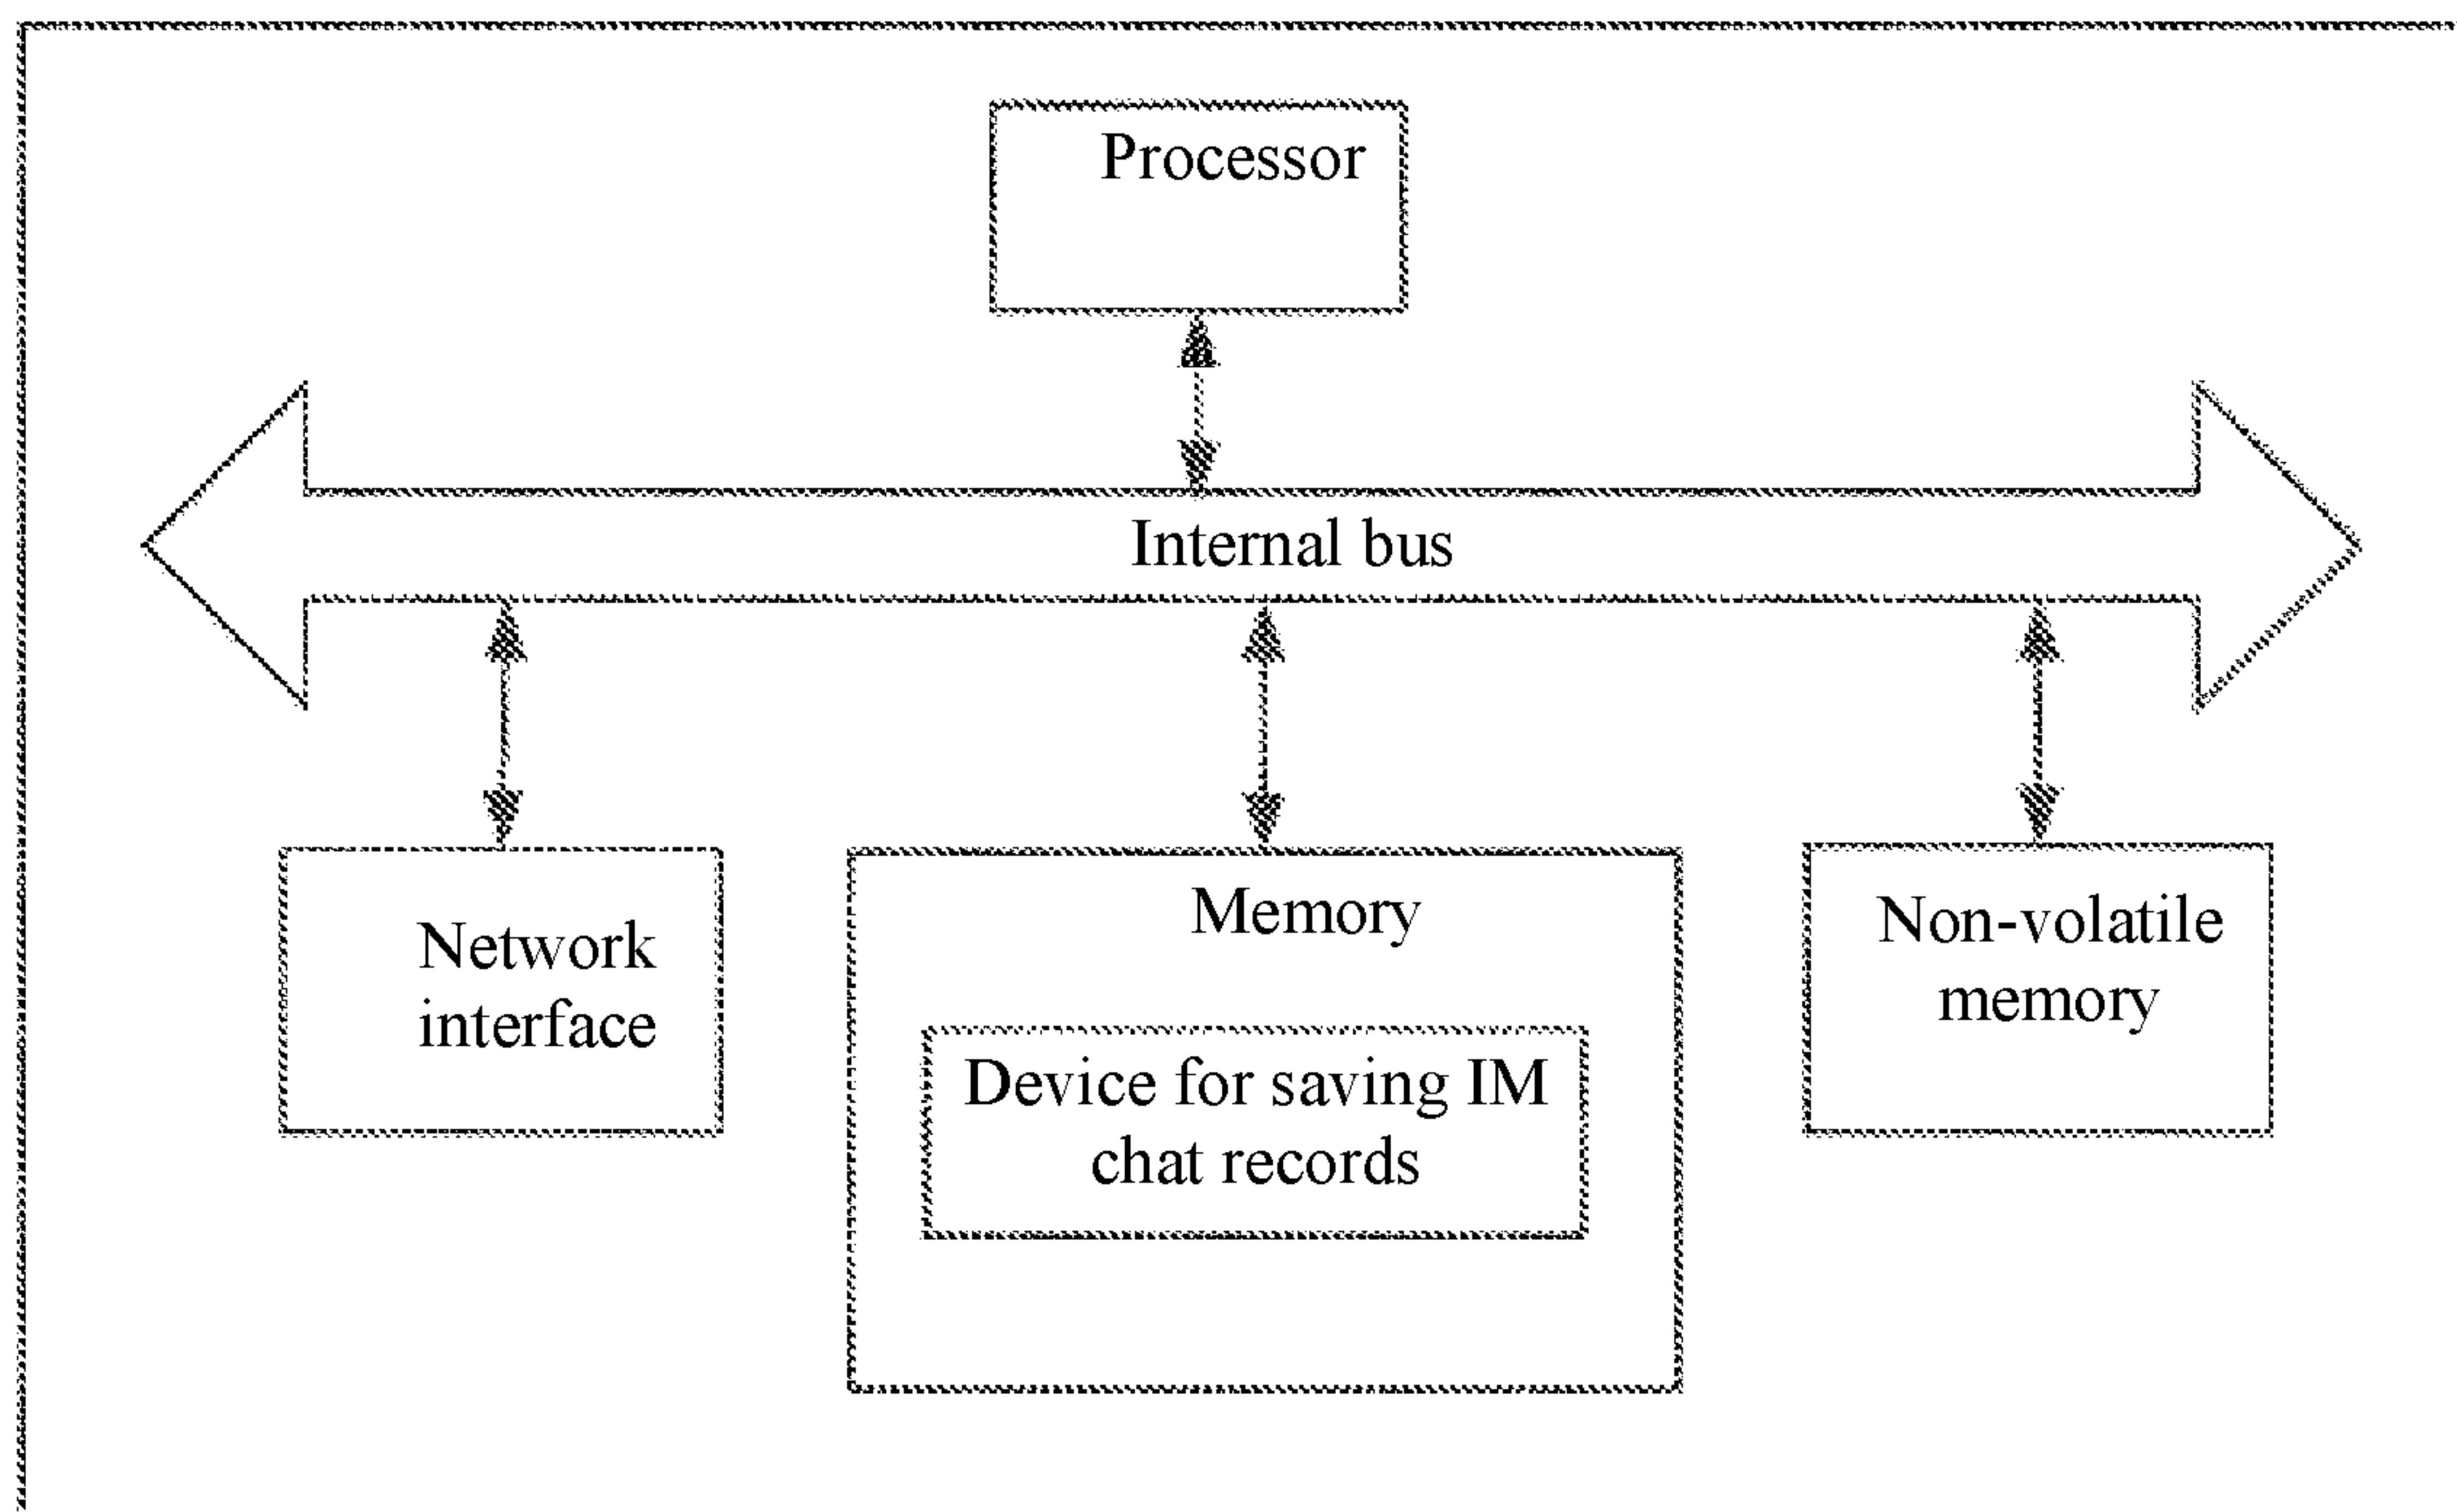 Processor
Internal bus
Network
interface
Memory
Device for saving IM
chat records
Non-volatile
memory